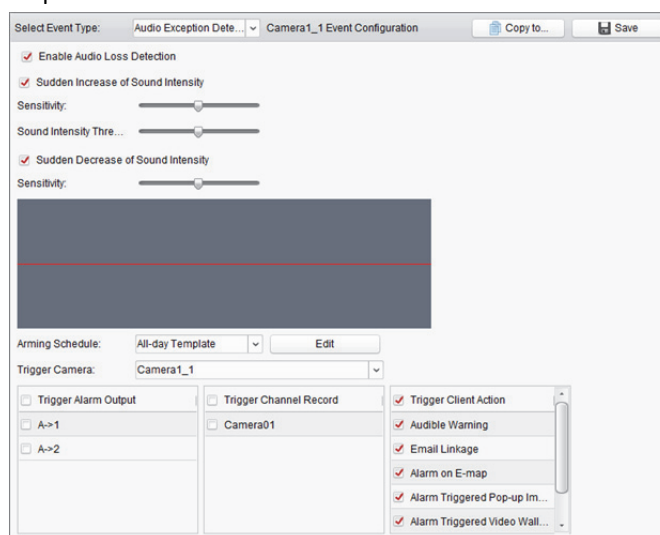 Select Event Type: Audio Exception Dete... Camera1_1 Event Configuration Copy to... Save
Enable Audio Loss Detection
Sudden Increase of Sound Intensity
Sensitivity:
Sound Intensity Thre...
Sudden Decrease of Sound Intensity
Sensitivity:
Arming Schedule: All-day Template Edit
Trigger Camera: Camera1_1
Trigger Alarm Output Trigger Channel Record Trigger Client Action
A->1 Camera01 Audible Warning
A->2 Email Linkage
Alarm on E-map
Alarm Triggered Pop-up Im...
Alarm Triggered Video Wall...